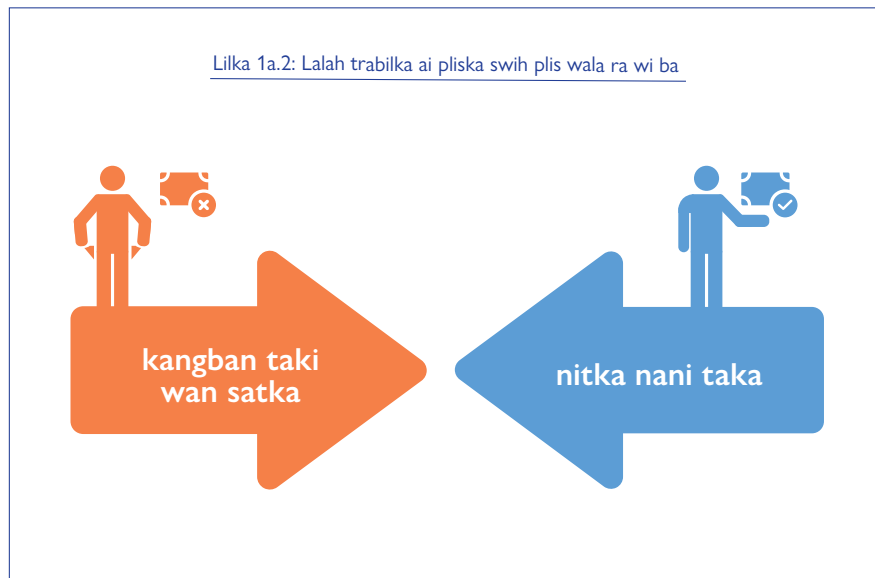 Lilka 1a.2: Lalah trabilka ai pliska swih plis wala ra wi ba
kangban taki
wan satka
nitka nani taka